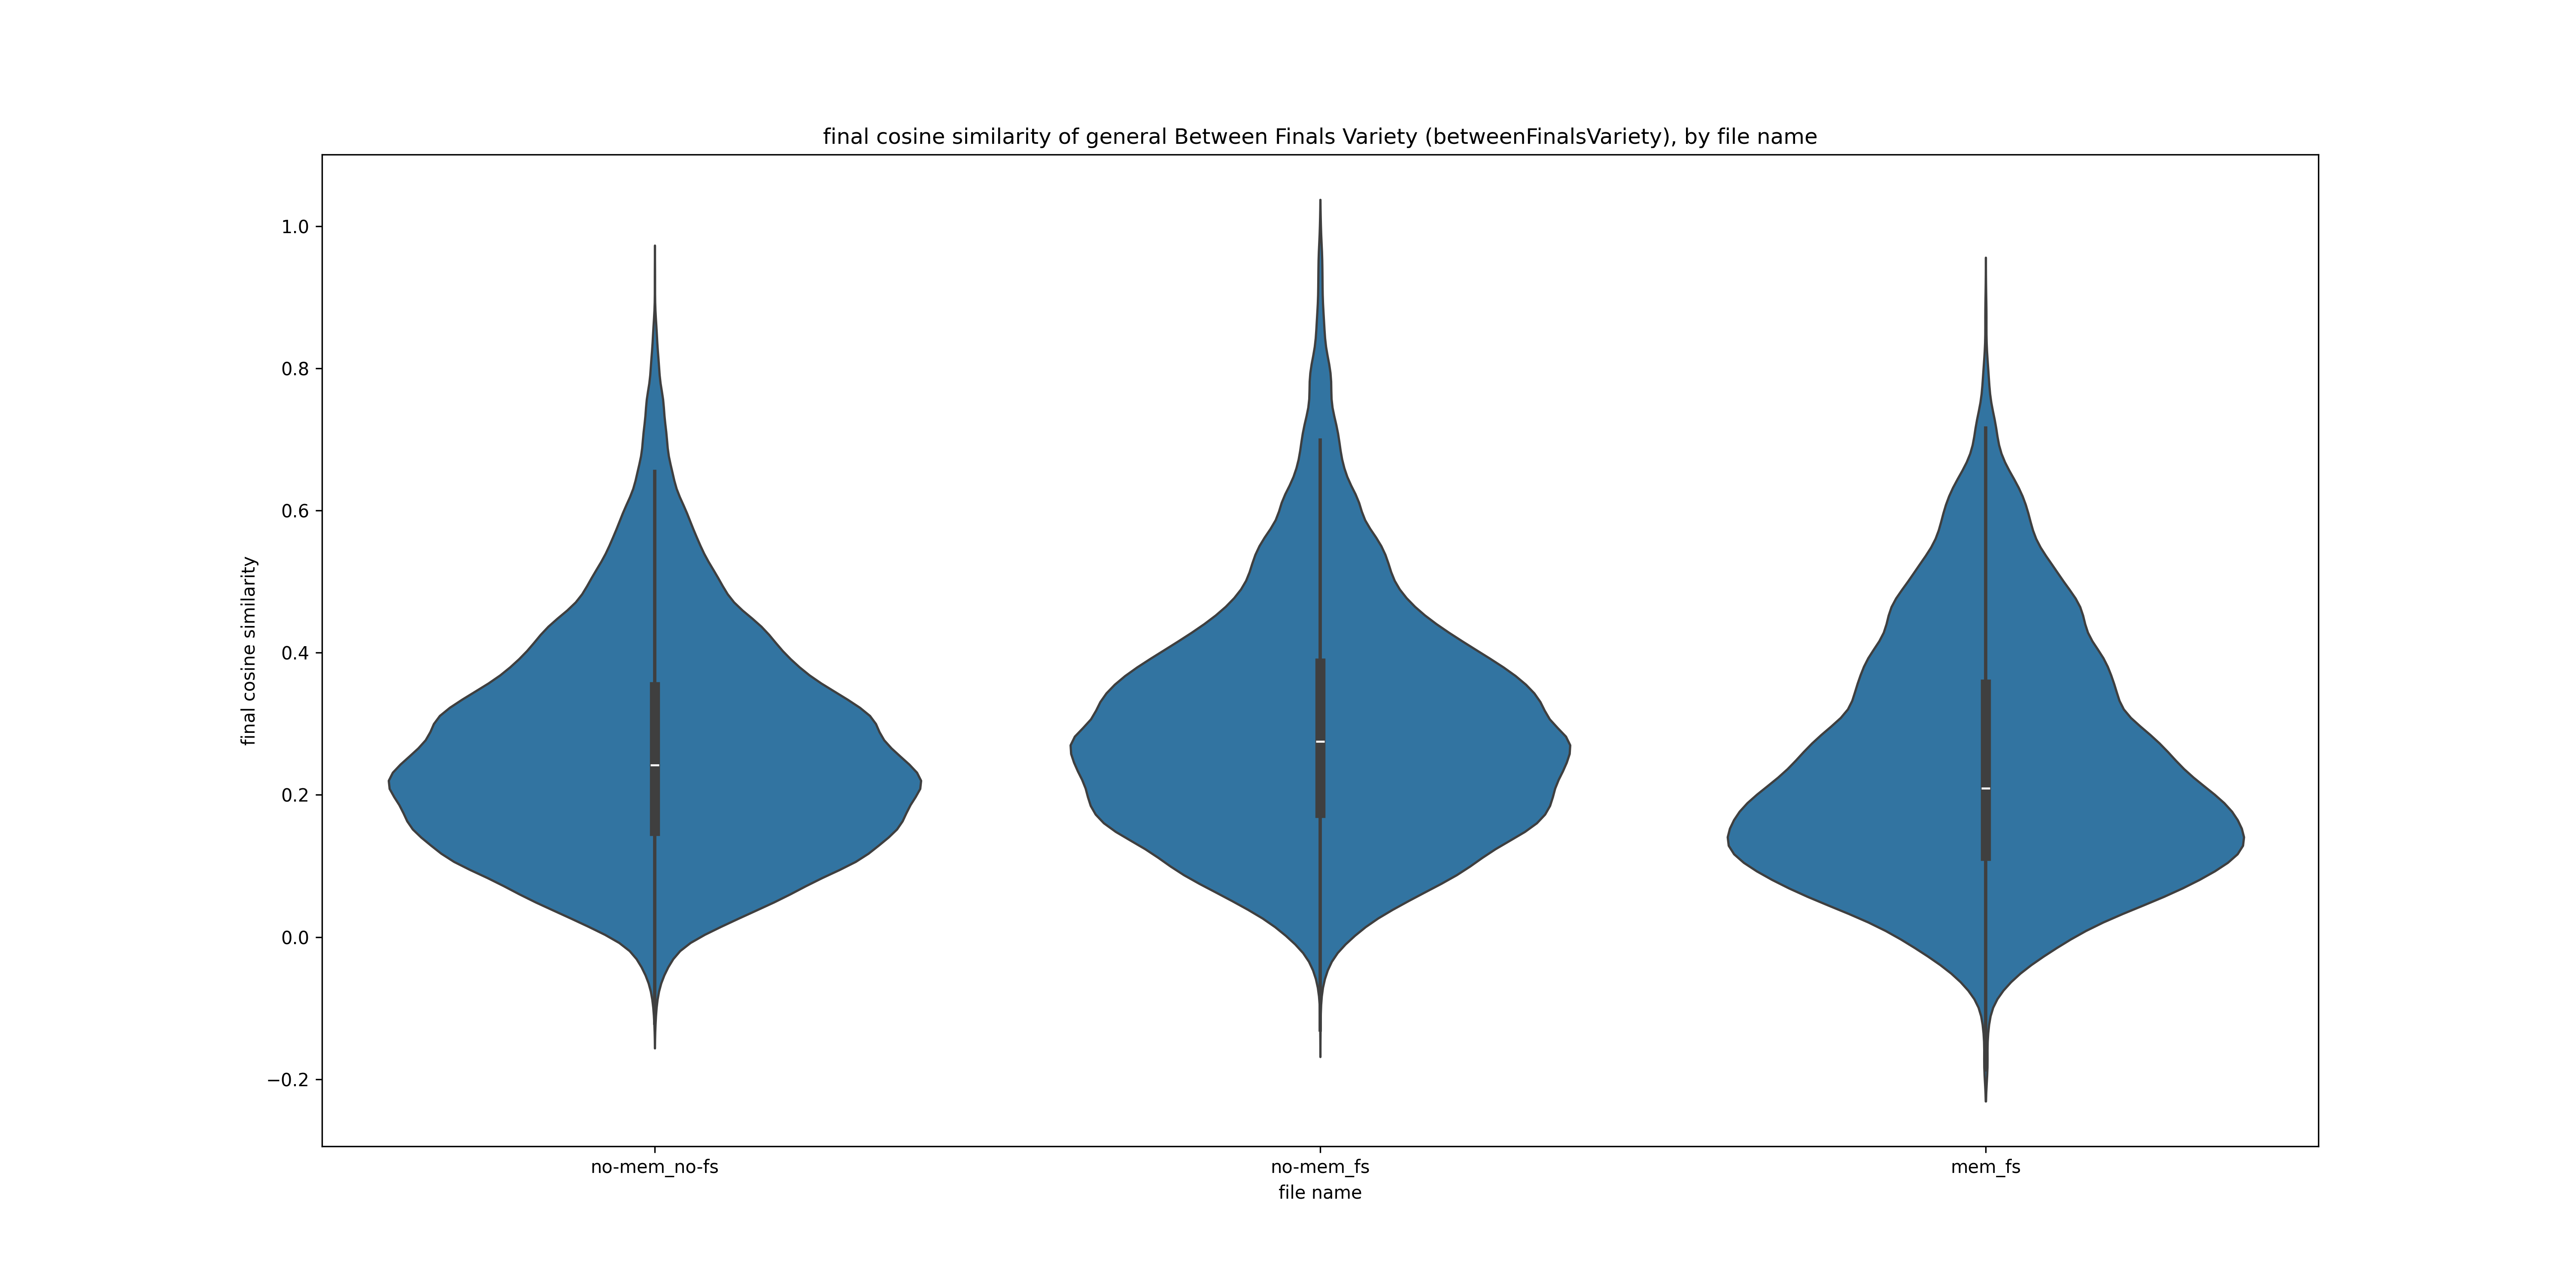 final cosine similarity of general Between Finals Variety (betweenFinalsVariety), by file name
final cosine similarity
1.0
0.8
0.6
0.4
0.2
0.0
−0.2
no-mem_no-fs
no-mem_fs
mem_fs
file name